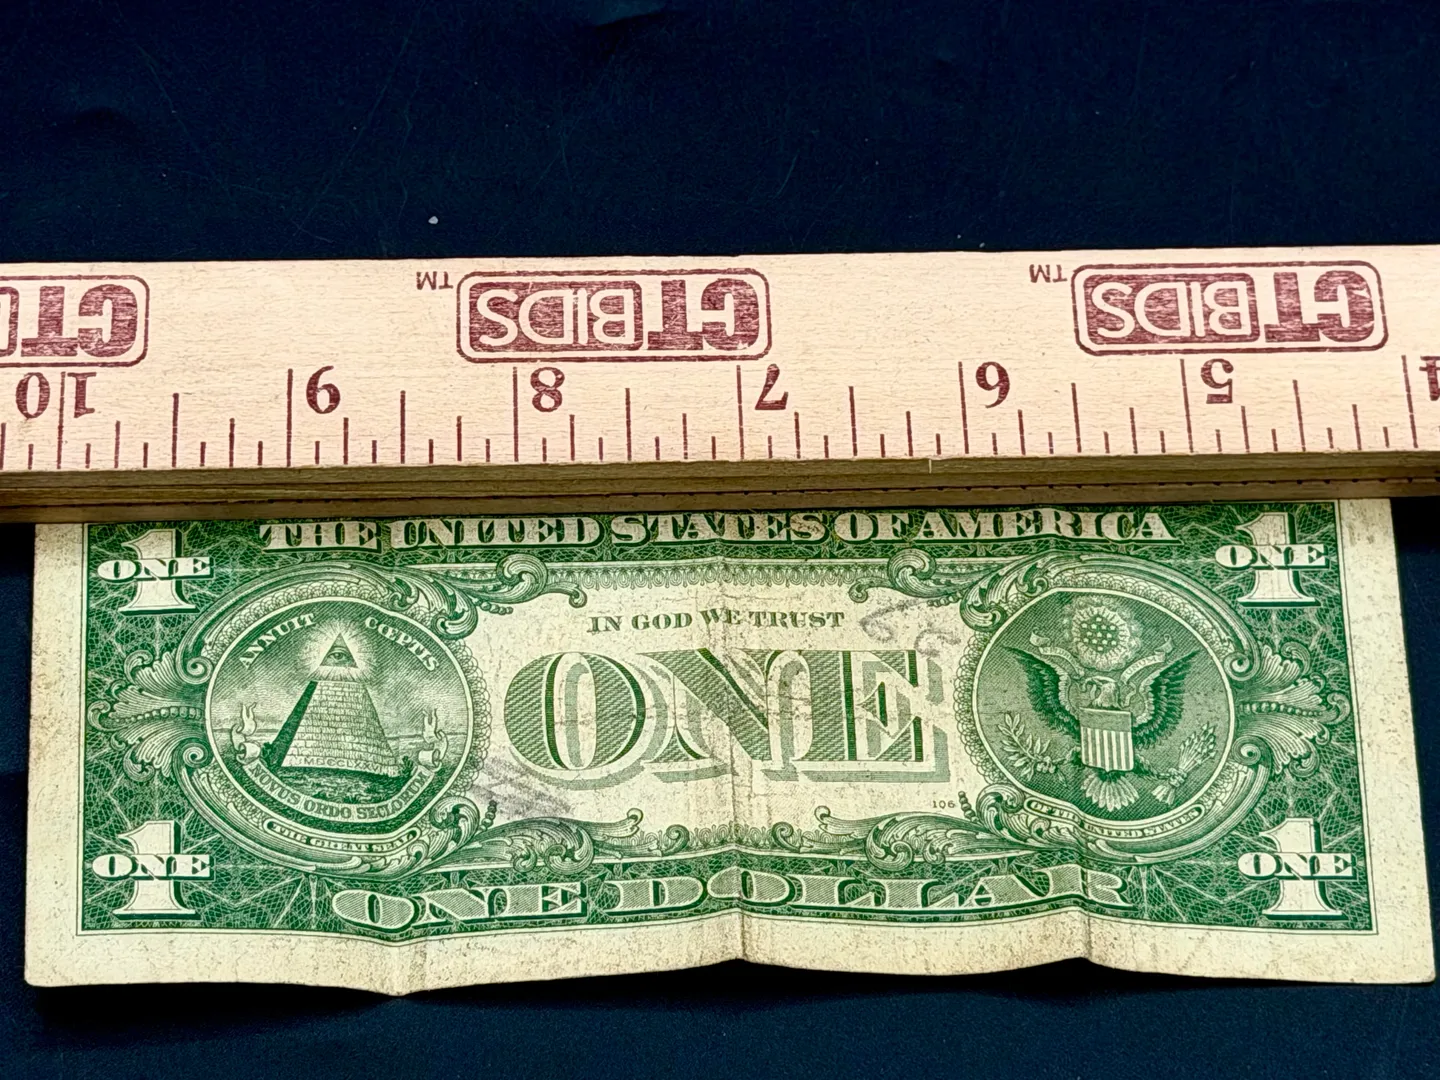 CTBIDS
™ CTBIDS
™ CTBIDS
10 9 8 7 6 5 4
THE UNITED STATES OF AMERICA
1 ONE
1 ONE
ANNUIT CŒPTIS
IN GOD WE TRUST
ONE
MDCCLXXVI
NOVUS ORDO SECLORUM
THE GREAT SEAL
106
OF THE UNITED STATES
1 ONE
1 ONE
ONE DOLLAR